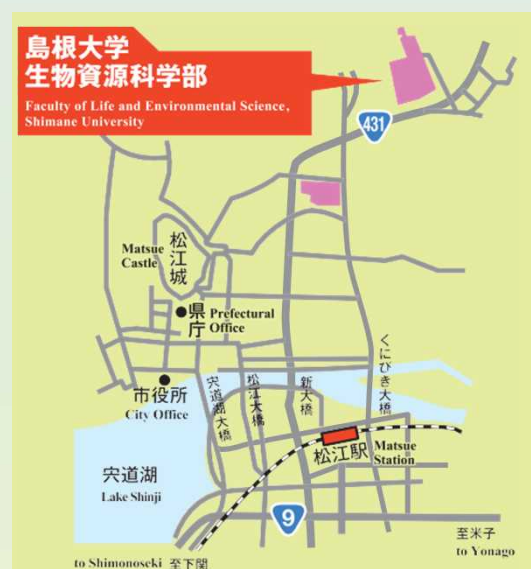 島根大学
生物資源科学部
Faculty of Life and Environmental Science,
Shimane University
431
松江城
Matsue
Castle
県庁
Prefectural
Office
市役所
City Office
宍道湖大橋
松江大橋
新大橋
くにびき大橋
松江駅
Matsue
Station
宍道湖
Lake Shinji
9
至米子
to Yonago
to Shimonoseki 至下関